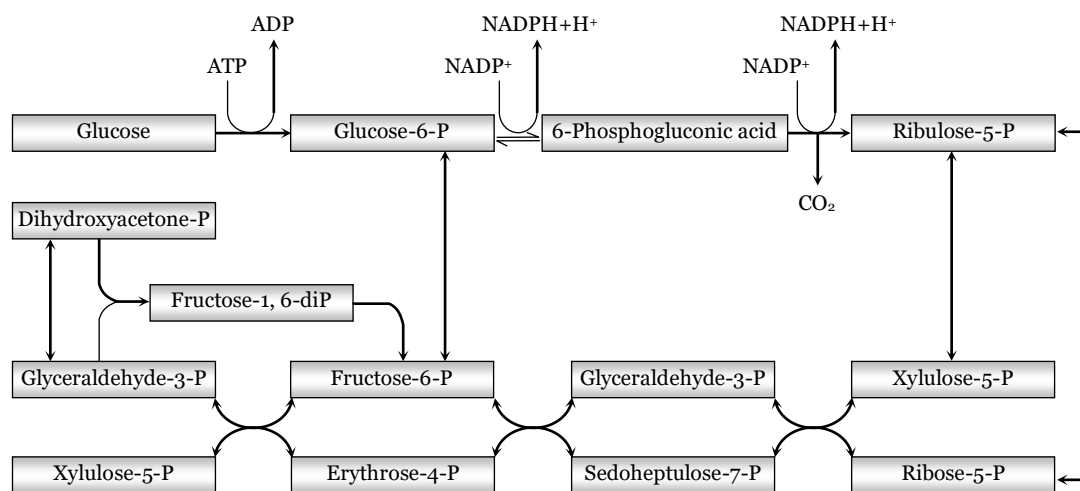 ADP
NADPH+H⁺
NADPH+H⁺
ATP
NADP⁺
NADP⁺
Glucose
Glucose-6-P
6-Phosphogluconic acid
Ribulose-5-P
CO₂
Dihydroxyacetone-P
Fructose-1, 6-diP
Glyceraldehyde-3-P
Fructose-6-P
Glyceraldehyde-3-P
Xylulose-5-P
Xylulose-5-P
Erythrose-4-P
Sedoheptulose-7-P
Ribose-5-P